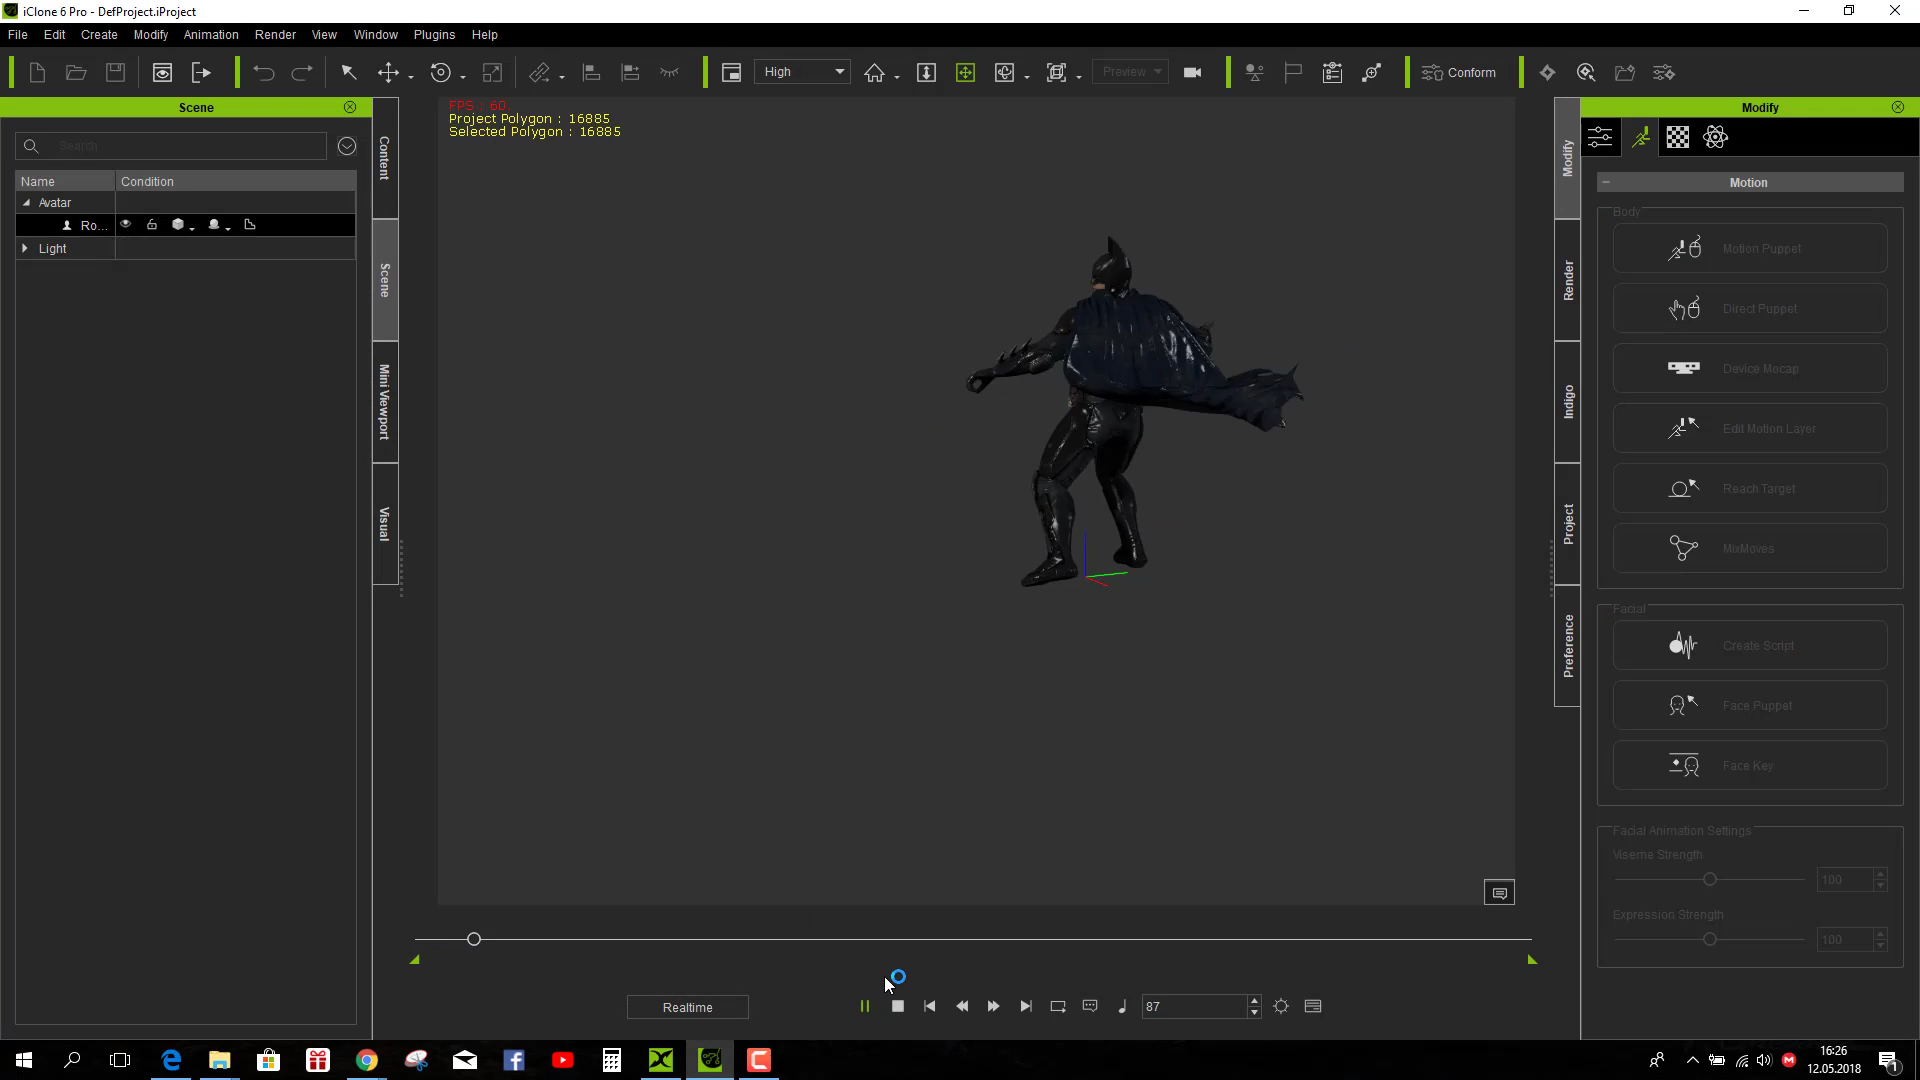 iClone 6 Pro - DefProject.iProject
File Edit Create Modify Animation Render View Window Plugins Help
High
Preview
Conform
Scene
Search
Name Condition
Avatar
Ro...
Light
Content
Scene
Mini Viewport
Visual
FPS : 60.
Project Polygon : 16885
Selected Polygon : 16885
Realtime
87
Modify
Render
Indigo
Project
Preference
Modify
Motion
Body
Motion Puppet
Direct Puppet
Device Mocap
Edit Motion Layer
Reach Target
MixMoves
Facial
Create Script
Face Puppet
Face Key
Facial Animation Settings
Viseme Strength
100
Expression Strength
100
16:26
12.05.2018
1